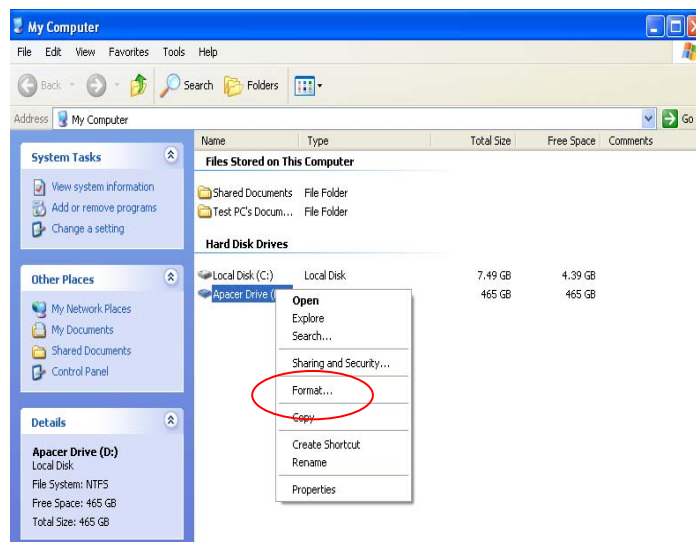 My Computer
File Edit View Favorites Tools Help
Back Search Folders
Address My Computer Go
Name Type Total Size Free Space Comments
System Tasks
View system information
Add or remove programs
Change a setting
Other Places
My Network Places
My Documents
Shared Documents
Control Panel
Details
Apacer Drive (D:)
Local Disk
File System: NTFS
Free Space: 465 GB
Total Size: 465 GB
Files Stored on This Computer
Shared Documents File Folder
Test PC's Docum... File Folder
Hard Disk Drives
Local Disk (C:) Local Disk 7.49 GB 4.39 GB
Apacer Drive ( 465 GB 465 GB
Open
Explore
Search...
Sharing and Security...
Format...
Copy
Create Shortcut
Rename
Properties